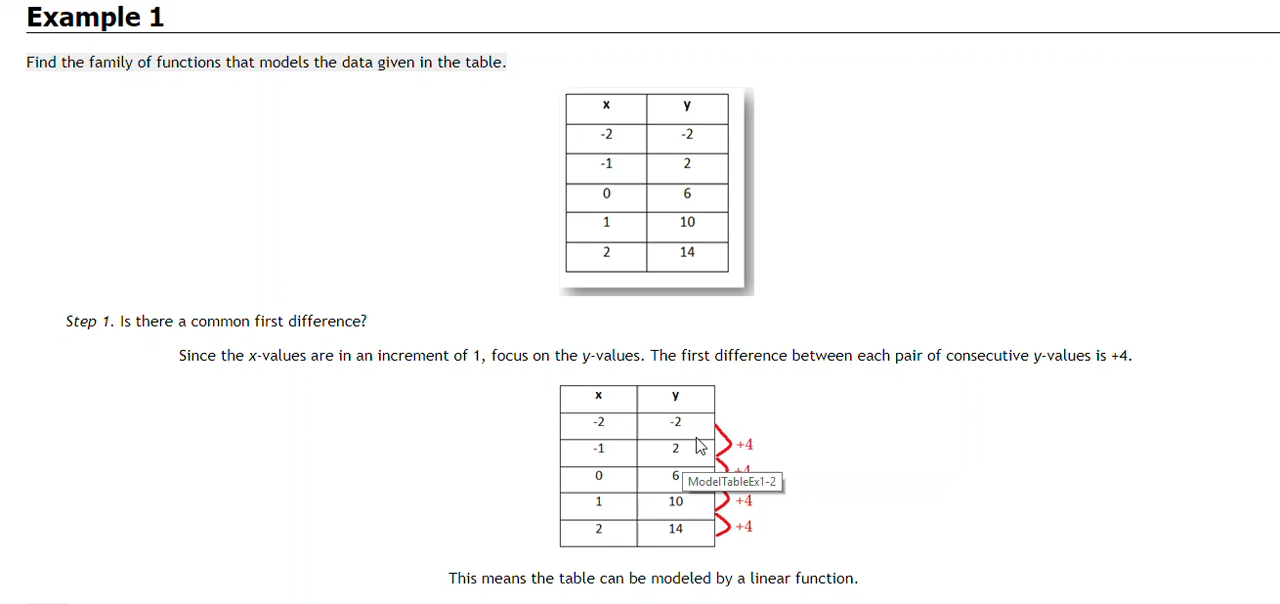 Example 1
Find the family of functions that models the data given in the table.
x y
-2 -2
-1 2
0 6
1 10
2 14
Step 1. Is there a common first difference?
Since the x-values are in an increment of 1, focus on the y-values. The first difference between each pair of consecutive y-values is +4.
x y
-2 -2
+4
-1 2
0 6
ModelTableEx1-2
1 10 +4
2 14 +4
This means the table can be modeled by a linear function.